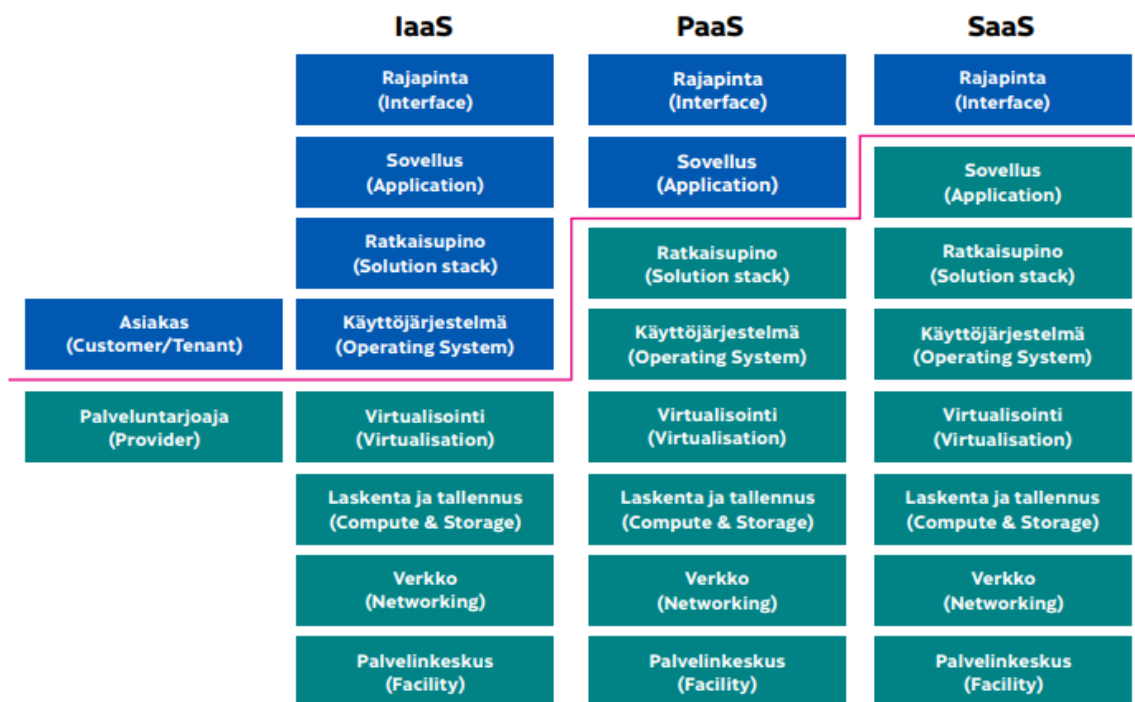 IaaS
PaaS
SaaS
Rajapinta
(Interface)
Rajapinta
(Interface)
Rajapinta
(Interface)
Sovellus
(Application)
Sovellus
(Application)
Sovellus
(Application)
Ratkaisupino
(Solution stack)
Ratkaisupino
(Solution stack)
Ratkaisupino
(Solution stack)
Asiakas
(Customer/Tenant)
Käyttöjärjestelmä
(Operating System)
Käyttöjärjestelmä
(Operating System)
Käyttöjärjestelmä
(Operating System)
Palveluntarjoaja
(Provider)
Virtualisointi
(Virtualisation)
Virtualisointi
(Virtualisation)
Virtualisointi
(Virtualisation)
Laskenta ja tallennus
(Compute & Storage)
Laskenta ja tallennus
(Compute & Storage)
Laskenta ja tallennus
(Compute & Storage)
Verkko
(Networking)
Verkko
(Networking)
Verkko
(Networking)
Palvelinkeskus
(Facility)
Palvelinkeskus
(Facility)
Palvelinkeskus
(Facility)